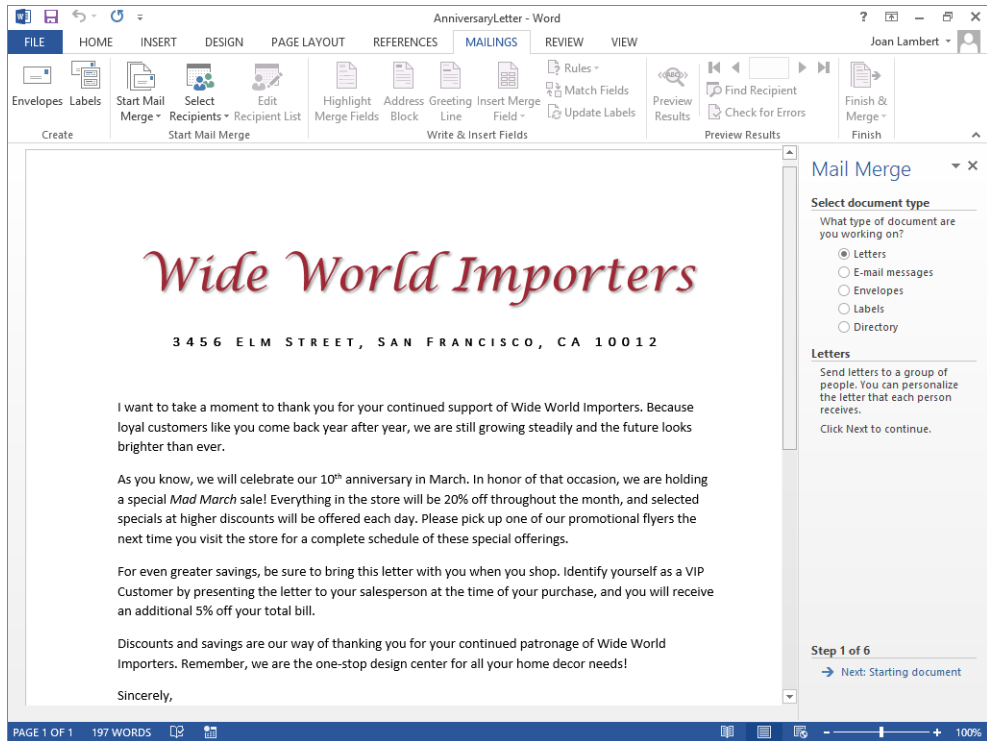 AnniversaryLetter - Word
FILE HOME INSERT DESIGN PAGE LAYOUT REFERENCES MAILINGS REVIEW VIEW Joan Lambert
Envelopes Labels Start Mail Merge Select Recipients Edit Recipient List Highlight Merge Fields Address Block Greeting Line Insert Merge Field Rules Match Fields Update Labels «ABC» Preview Results Find Recipient Check for Errors Finish & Merge
Create Start Mail Merge Write & Insert Fields Preview Results Finish
Wide World Importers
3456 ELM STREET, SAN FRANCISCO, CA 10012
I want to take a moment to thank you for your continued support of Wide World Importers. Because
loyal customers like you come back year after year, we are still growing steadily and the future looks
brighter than ever.
As you know, we will celebrate our 10th anniversary in March. In honor of that occasion, we are holding
a special Mad March sale! Everything in the store will be 20% off throughout the month, and selected
specials at higher discounts will be offered each day. Please pick up one of our promotional flyers the
next time you visit the store for a complete schedule of these special offerings.
For even greater savings, be sure to bring this letter with you when you shop. Identify yourself as a VIP
Customer by presenting the letter to your salesperson at the time of your purchase, and you will receive
an additional 5% off your total bill.
Discounts and savings are our way of thanking you for your continued patronage of Wide World
Importers. Remember, we are the one-stop design center for all your home decor needs!
Sincerely,
Mail Merge
Select document type
What type of document are
you working on?
Letters
E-mail messages
Envelopes
Labels
Directory
Letters
Send letters to a group of
people. You can personalize
the letter that each person
receives.
Click Next to continue.
Step 1 of 6
Next: Starting document
PAGE 1 OF 1 197 WORDS 100%